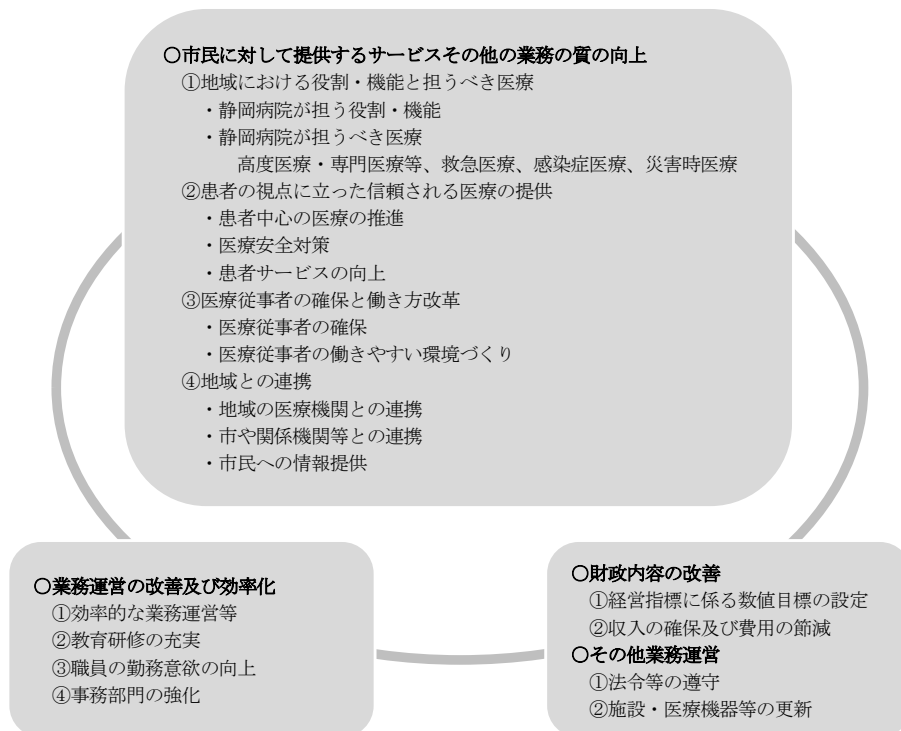 〇市民に対して提供するサービスその他の業務の質の向上
①地域における役割・機能と担うべき医療
・静岡病院が担う役割・機能
・静岡病院が担うべき医療
高度医療・専門医療等、救急医療、感染症医療、災害時医療
②患者の視点に立った信頼される医療の提供
・患者中心の医療の推進
・医療安全対策
・患者サービスの向上
③医療従事者の確保と働き方改革
・医療従事者の確保
・医療従事者の働きやすい環境づくり
④地域との連携
・地域の医療機関との連携
・市や関係機関等との連携
・市民への情報提供
〇業務運営の改善及び効率化
①効率的な業務運営等
②教育研修の充実
③職員の勤務意欲の向上
④事務部門の強化
〇財政内容の改善
①経営指標に係る数値目標の設定
②収入の確保及び費用の節減
〇その他業務運営
①法令等の遵守
②施設・医療機器等の更新